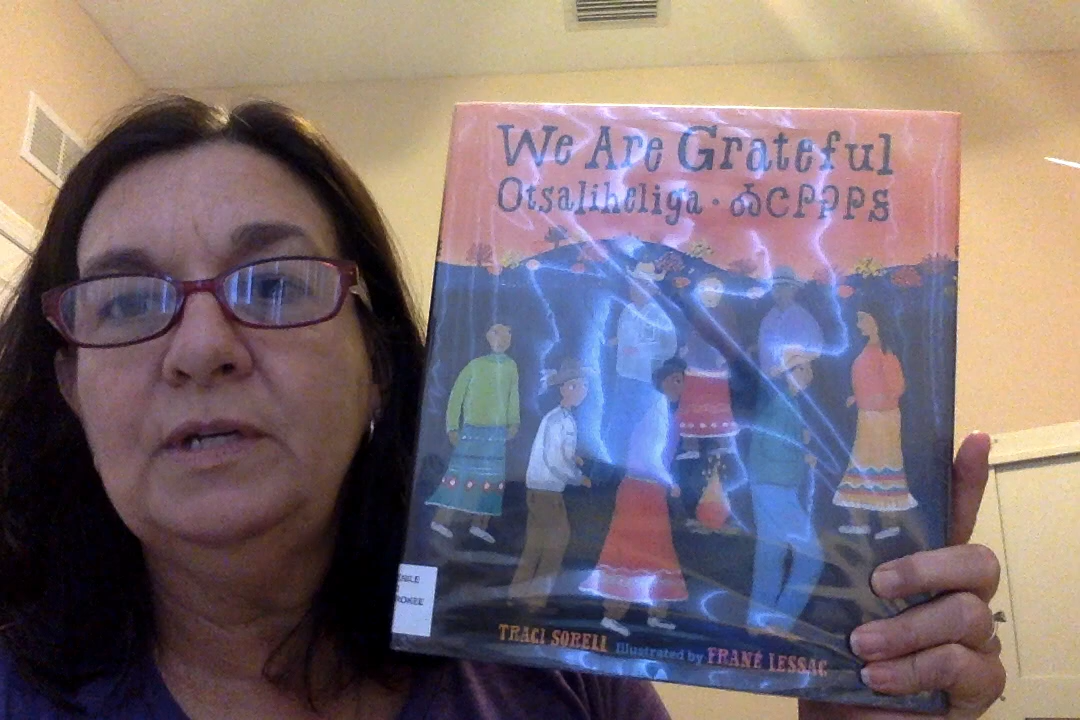 We Are Grateful
Otsaliheliga · ᎣᏣᎵᎮᎵᎦ
TRACI SORELL Illustrated by FRANÉ LESSAC